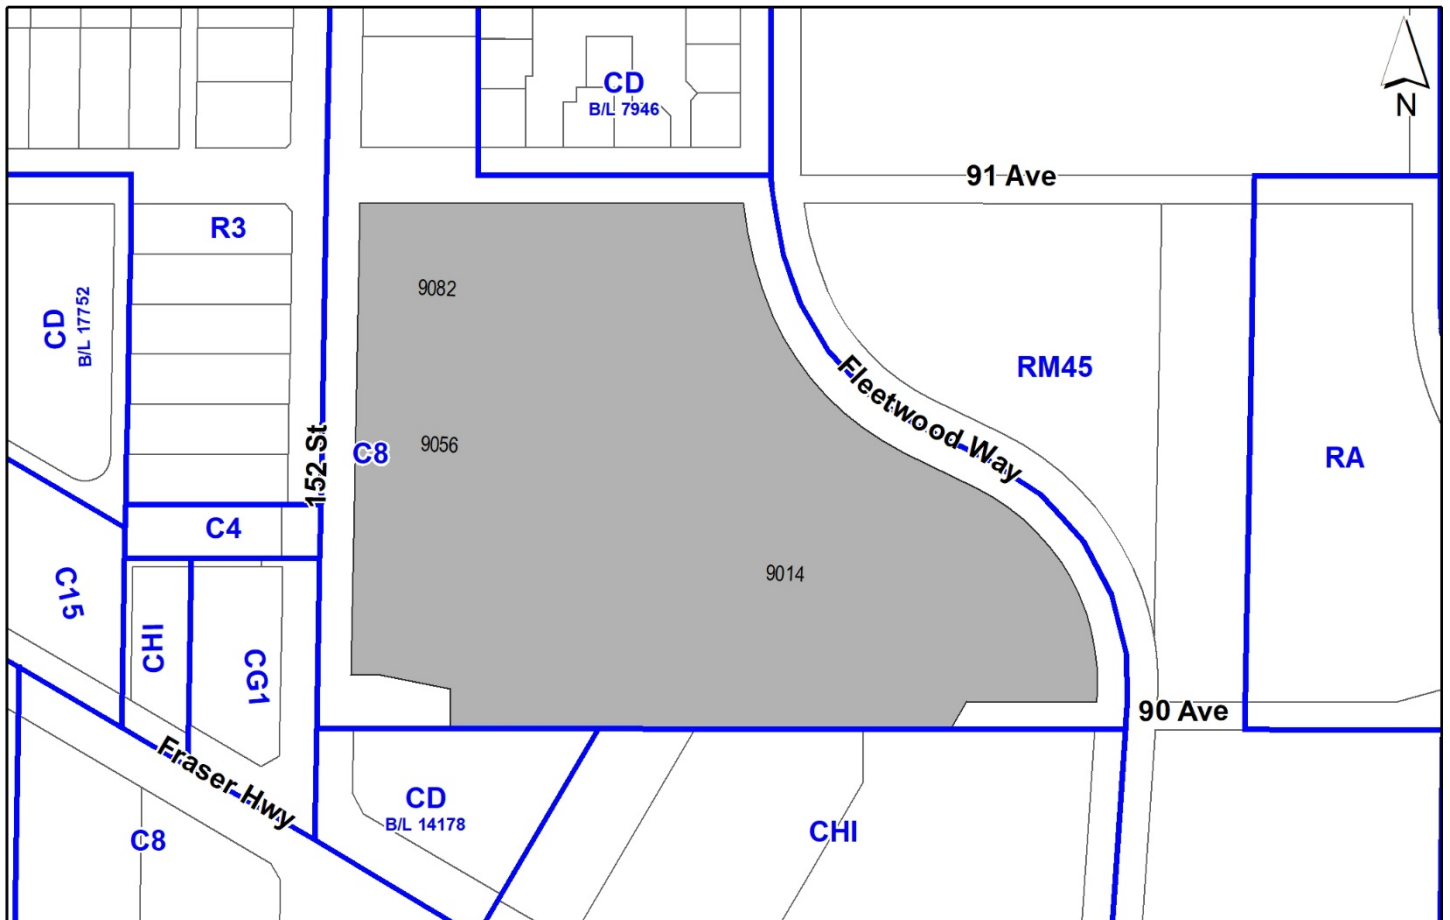 CD
B/L 7946
N
91 Ave
R3
9082
CD
B/L 17752
Fleetwood Way
RM45
152 St
C8
9056
RA
C4
9014
C15
CHI
CG1
90 Ave
Fraser Hwy
CD
B/L 14178
C8
CHI